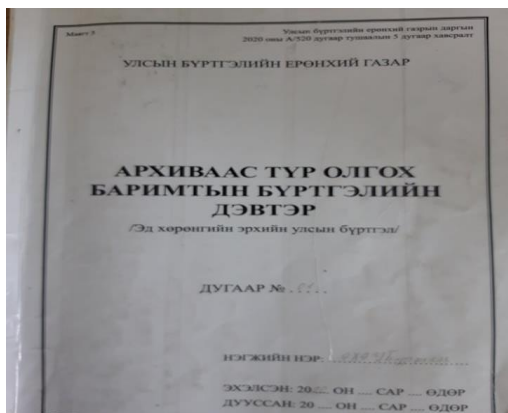 Маягт 3
Улсын бүртгэлийн ерөнхий газрын даргын
2020 оны А/520 дугаар тушаалын 5 дугаар хавсралт
УЛСЫН БҮРТГЭЛИЙН ЕРӨНХИЙ ГАЗАР
АРХИВААС ТҮР ОЛГОХ
БАРИМТЫН БҮРТГЭЛИЙН
ДЭВТЭР
/Эд хөрөнгийн эрхийн улсын бүртгэл/
ДУГААР №
НЭГЖИЙН НЭР:
ЭХЭЛСЭН: 20 ОН .... САР .... ӨДӨР
ДУУССАН: 20 .... ОН .... САР .... ӨДӨР